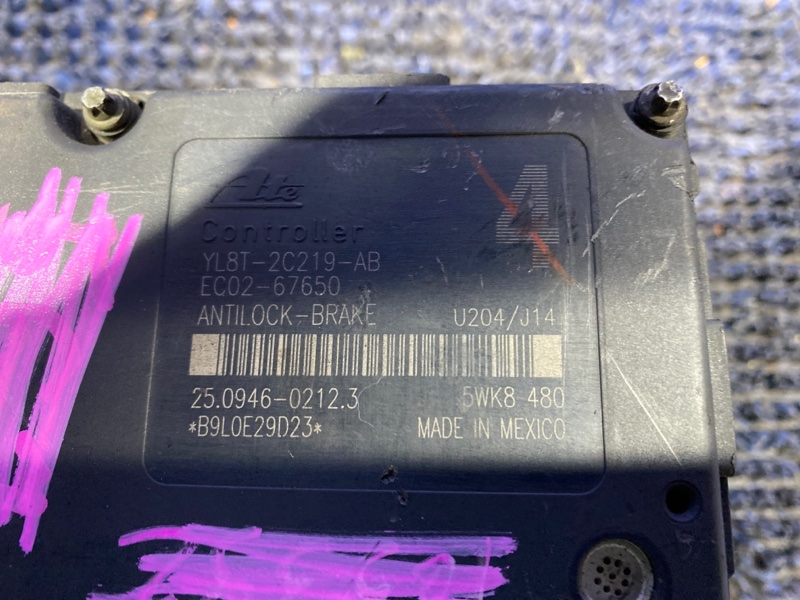 Ate
4
Controller
YL8T-2C219-AB
EC02-67650
ANTILOCK-BRAKE U204/J14
25.0946-0212.3 5WK8 480
*B9L0E29D23* MADE IN MEXICO